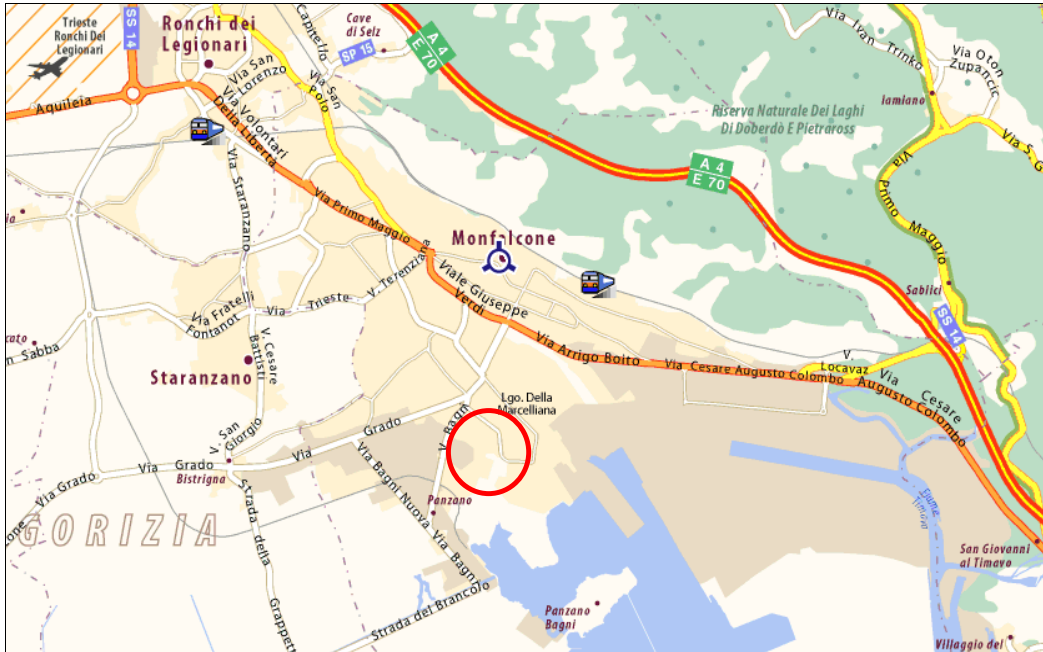 Trieste
Ronchi Dei
Legionari
SS 14
Ronchi dei
Legionari
Capitello
Cave
di Selz
SP 15
A 4
E 70
Via Ivan Trinko
Via Oton
Zupancic
Iamiano
Via San
Lorenzo
Via San
Polo
Aquileia
Via Volontari
Della Libertà
Riserva Naturale Dei Laghi
Di Doberdò E Pietraross
Via S. G
Via Staranzano
Via Primo Maggio
A 4
E 70
Via Primo Maggio
Monfalcone
V. Terenziana
Viale Giuseppe
Verdi
Sablici
SS 14
Via Fratelli
Fontanot
Via Trieste
V. Cesare
Battisti
Via Arrigo Boito
Via Cesare Augusto Colombo
V.
Locavaz
Via Cesare
Augusto Colombo
cato
n Sabba
Staranzano
Lgo. Della
Marcelliana
V. Bagni
V. San
Giorgio
Via Grado
Via Grado
Via Grado
Bistrigna
Via Bagni Nuova
Via Bagni
Panzano
Strada della
Grappet
zone
GORIZIA
Fiume
Timavo
San Giovanni
al Timavo
Strada del Brancolo
Panzano
Bagni
Villaggio del